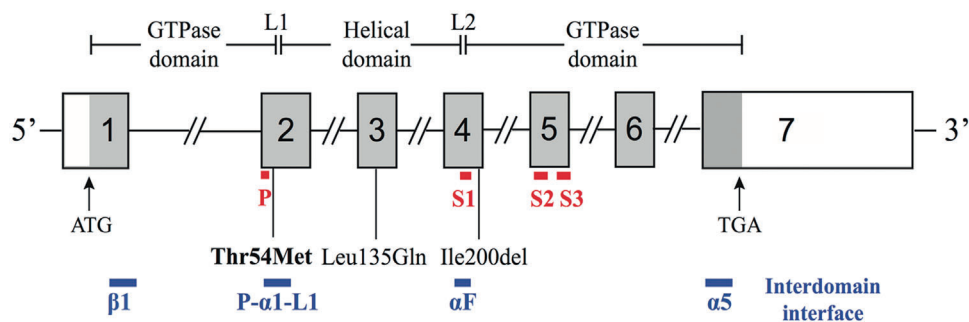 GTPase domain
L1
Helical domain
L2
GTPase domain
5’
1
2
3
4
5
6
7
3’
P
S1
S2
S3
ATG
TGA
Thr54Met
Leu135Gln
Ile200del
β1
P-α1-L1
αF
α5
Interdomain interface